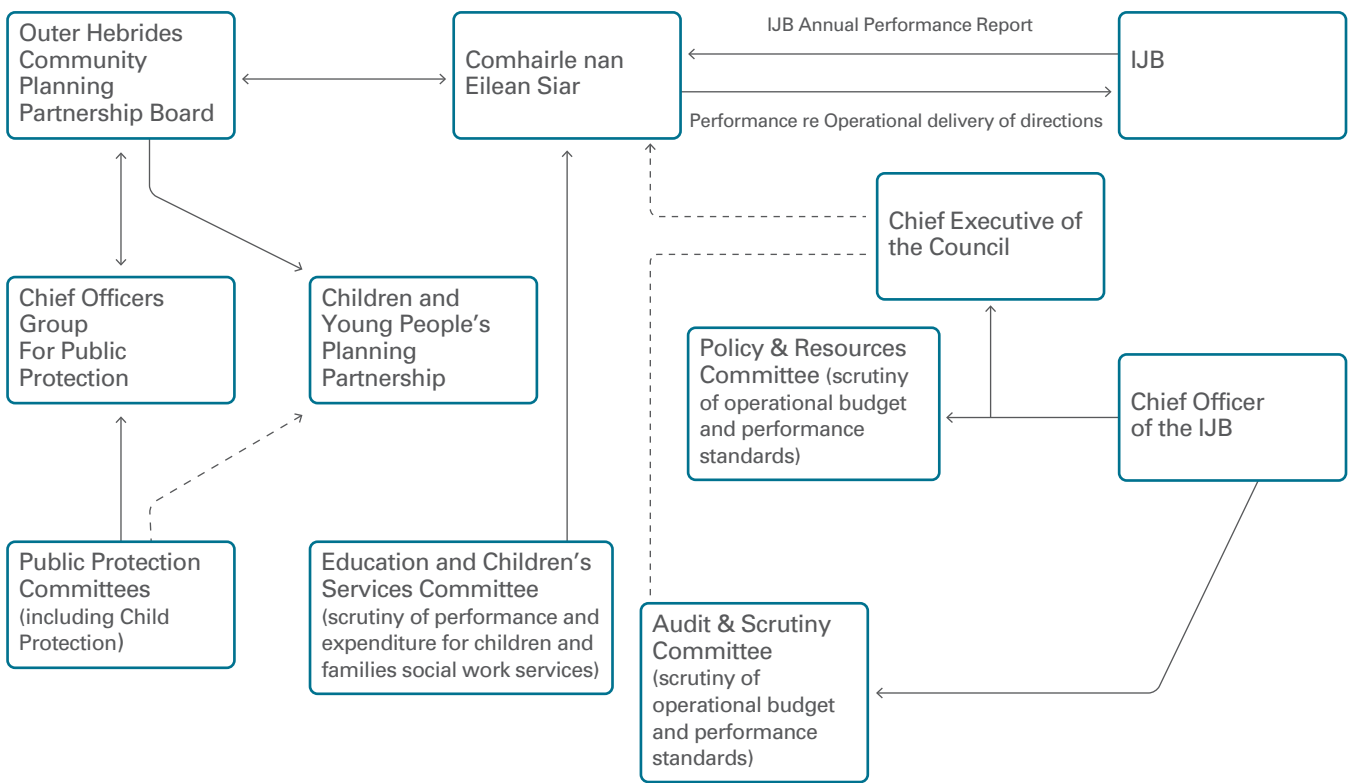 Outer Hebrides
Community
Planning
Partnership Board
Comhairle nan
Eilean Siar
IJB Annual Performance Report
Performance re Operational delivery of directions
IJB
Chief Executive of
the Council
Chief Officers
Group
For Public
Protection
Children and
Young People's
Planning
Partnership
Policy & Resources
Committee (scrutiny
of operational budget
and performance
standards)
Chief Officer
of the IJB
Public Protection
Committees
(including Child
Protection)
Education and Children's
Services Committee
(scrutiny of performance and
expenditure for children and
families social work services)
Audit & Scrutiny
Committee
(scrutiny of
operational budget
and performance
standards)